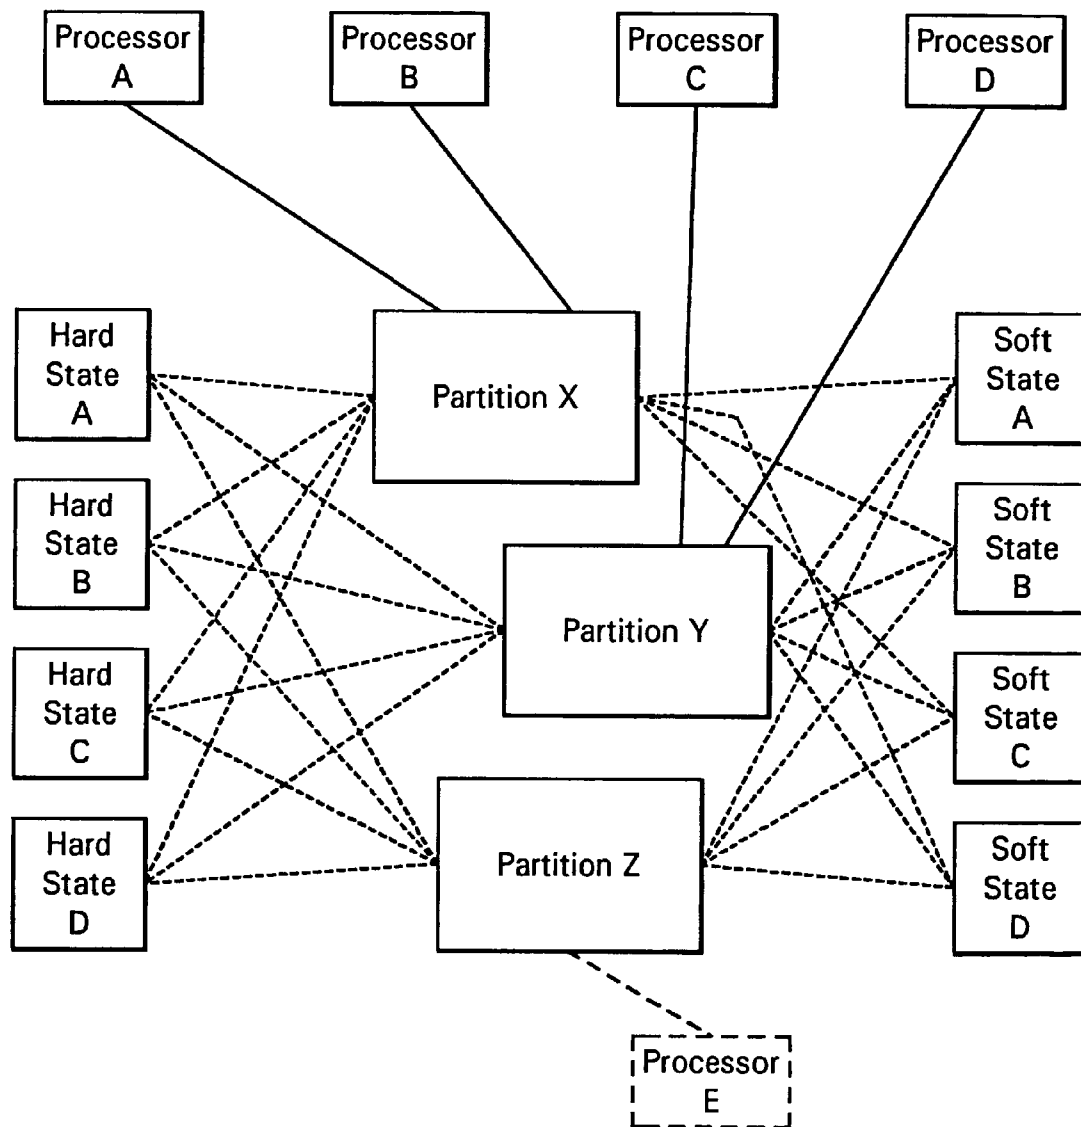 Processor
A
Processor
B
Processor
C
Processor
D
Hard
State
A
Partition X
Soft
State
A
Hard
State
B
Soft
State
B
Partition Y
Hard
State
C
Soft
State
C
Hard
State
D
Partition Z
Soft
State
D
Processor
E